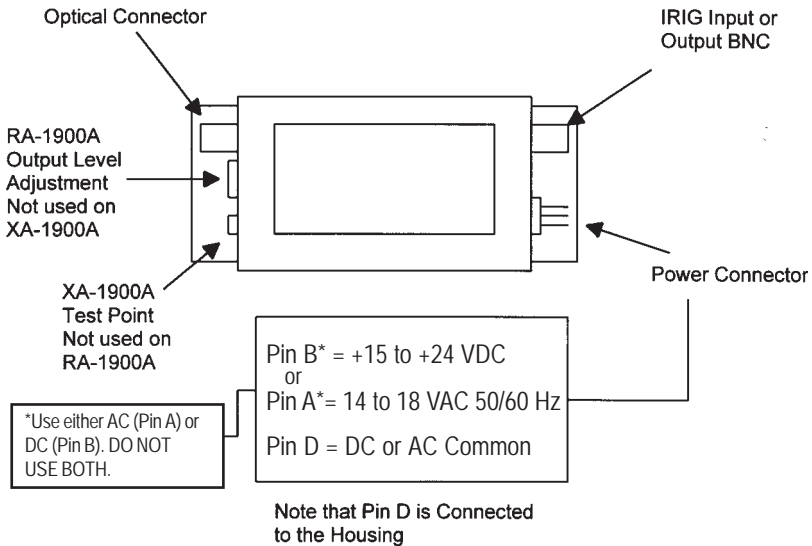 Optical Connector
IRIG Input or
Output BNC
RA-1900A
Output Level
Adjustment
Not used on
XA-1900A
Power Connector
XA-1900A
Test Point
Not used on
RA-1900A
Pin B* = +15 to +24 VDC
or
Pin A*= 14 to 18 VAC 50/60 Hz
Pin D = DC or AC Common
*Use either AC (Pin A) or
DC (Pin B). DO NOT
USE BOTH.
Note that Pin D is Connected
to the Housing